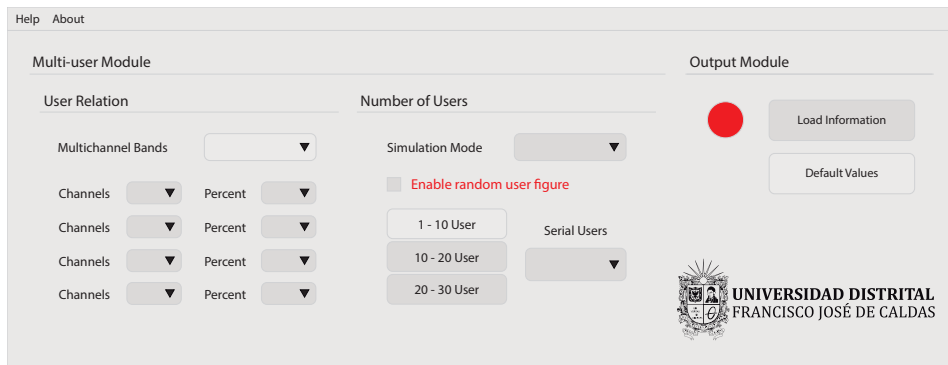 Help About
Multi-user Module
Output Module
User Relation
Number of Users
Multichannel Bands
Simulation Mode
Load Information
Enable random user figure
Default Values
Channels Percent
Channels Percent
Channels Percent
Channels Percent
1 - 10 User
10 - 20 User
20 - 30 User
Serial Users
UNIVERSIDAD DISTRITAL
FRANCISCO JOSÉ DE CALDAS